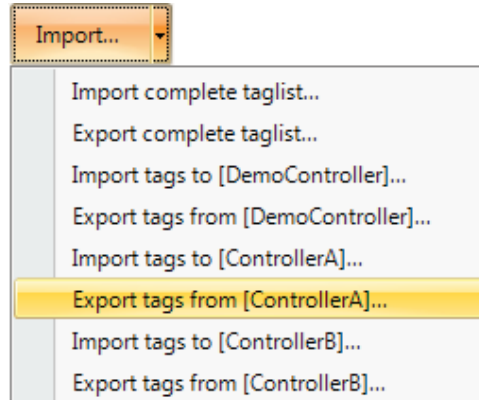 Import...
Import complete taglist...
Export complete taglist...
Import tags to [DemoController]...
Export tags from [DemoController]...
Import tags to [ControllerA]...
Export tags from [ControllerA]...
Import tags to [ControllerB]...
Export tags from [ControllerB]...